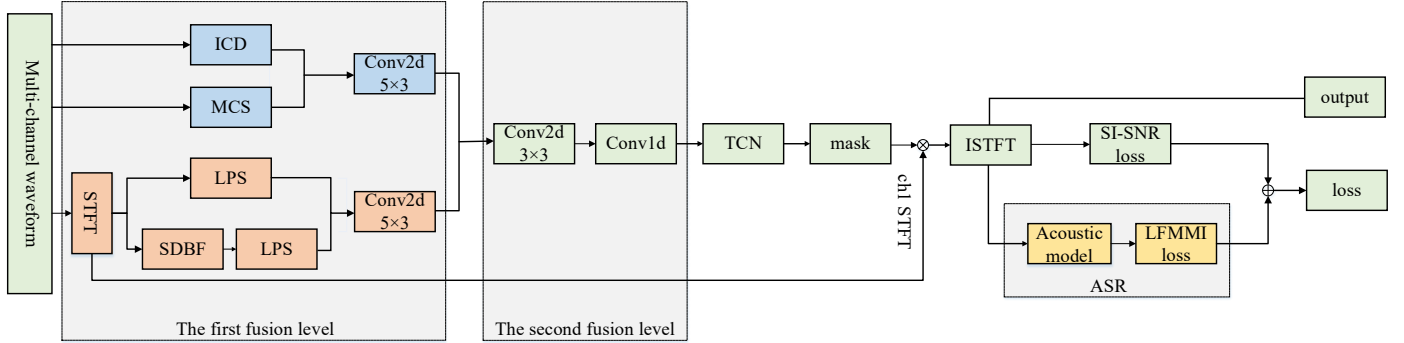 Multi-channel waveform
ICD
MCS
Conv2d
5×3
STFT
LPS
SDBF
LPS
Conv2d
5×3
The first fusion level
Conv2d
3×3
Conv1d
The second fusion level
TCN
mask
ch1 STFT
ISTFT
output
SI-SNR
loss
loss
Acoustic
model
LFMMI
loss
ASR